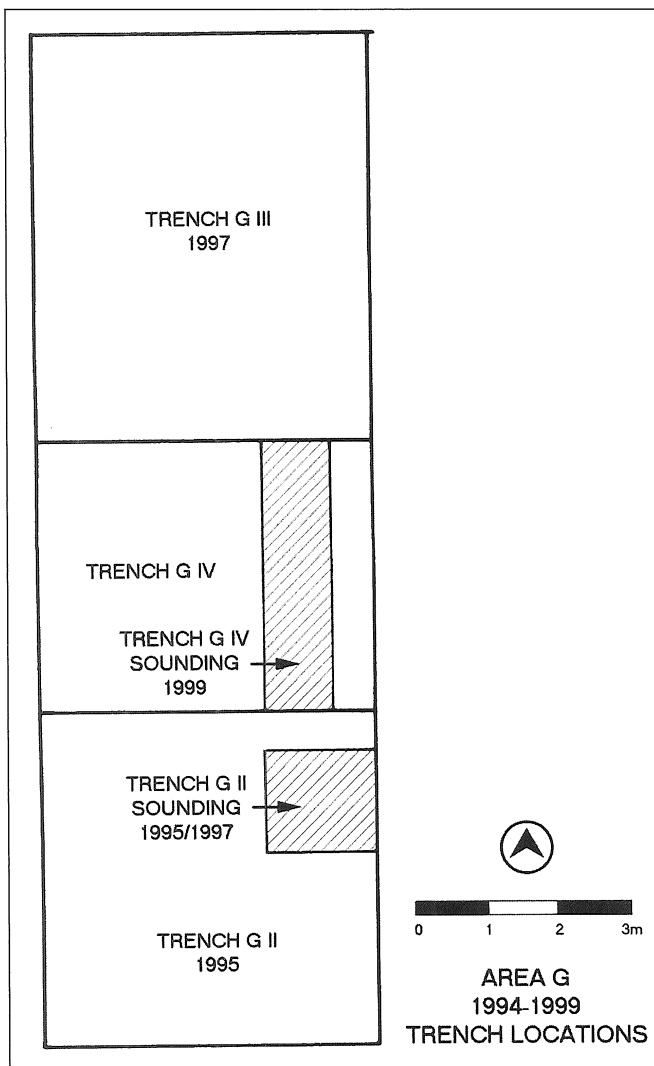 TRENCH G III
1997
TRENCH G IV
TRENCH G IV
SOUNDING
1999
TRENCH G II
SOUNDING
1995/1997
TRENCH G II
1995
0 1 2 3m
AREA G
1994-1999
TRENCH LOCATIONS